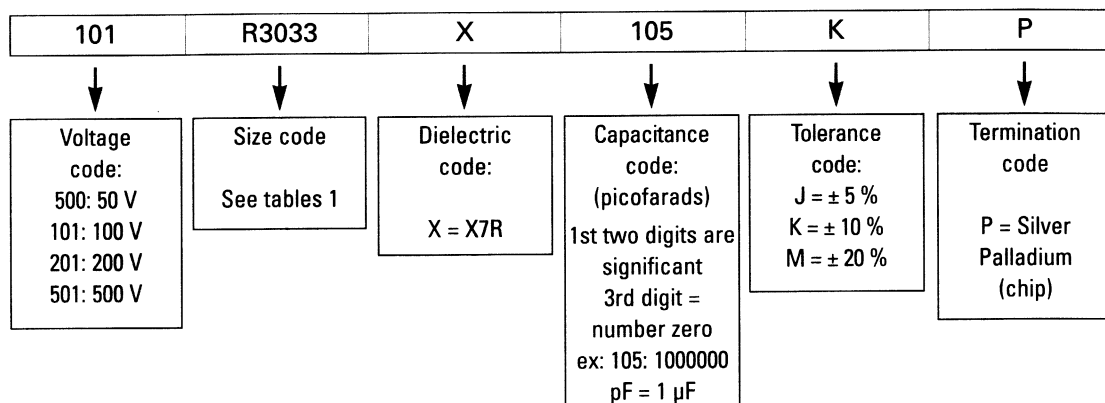 101 R3033 X 105 K P
Voltage
code:
500: 50 V
101: 100 V
201: 200 V
501: 500 V
Size code
See tables 1
Dielectric
code:
X = X7R
Capacitance
code:
(picofarads)
1st two digits are
significant
3rd digit =
number zero
ex: 105: 1000000
pF = 1 µF
Tolerance
code:
J = ± 5 %
K = ± 10 %
M = ± 20 %
Termination
code
P = Silver
Palladium
(chip)